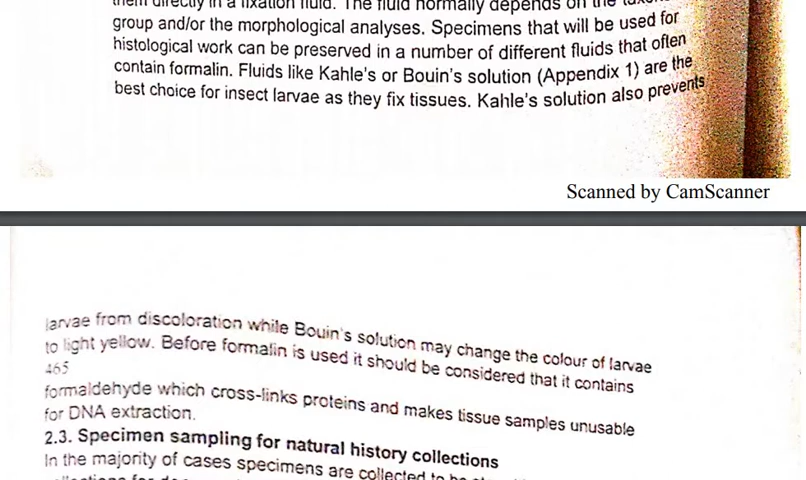 them directly in a fixation fluid. The fluid normally depends on the
group and/or the morphological analyses. Specimens that will be used for
histological work can be preserved in a number of different fluids that often
contain formalin. Fluids like Kahle's or Bouin's solution (Appendix 1) are the
best choice for insect larvae as they fix tissues. Kahle's solution also prevents
Scanned by CamScanner
larvae from discoloration while Bouin's solution may change the colour of larvae
to light yellow. Before formalin is used it should be considered that it contains
465
formaldehyde which cross-links proteins and makes tissue samples unusable
for DNA extraction.
2.3. Specimen sampling for natural history collections
In the majority of cases specimens are collected to be